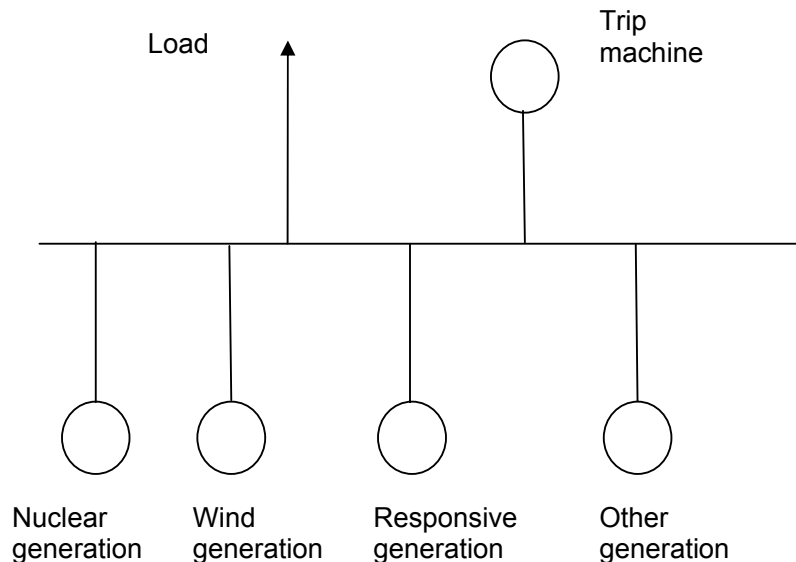 Load
Trip
machine
Nuclear
generation
Wind
generation
Responsive
generation
Other
generation